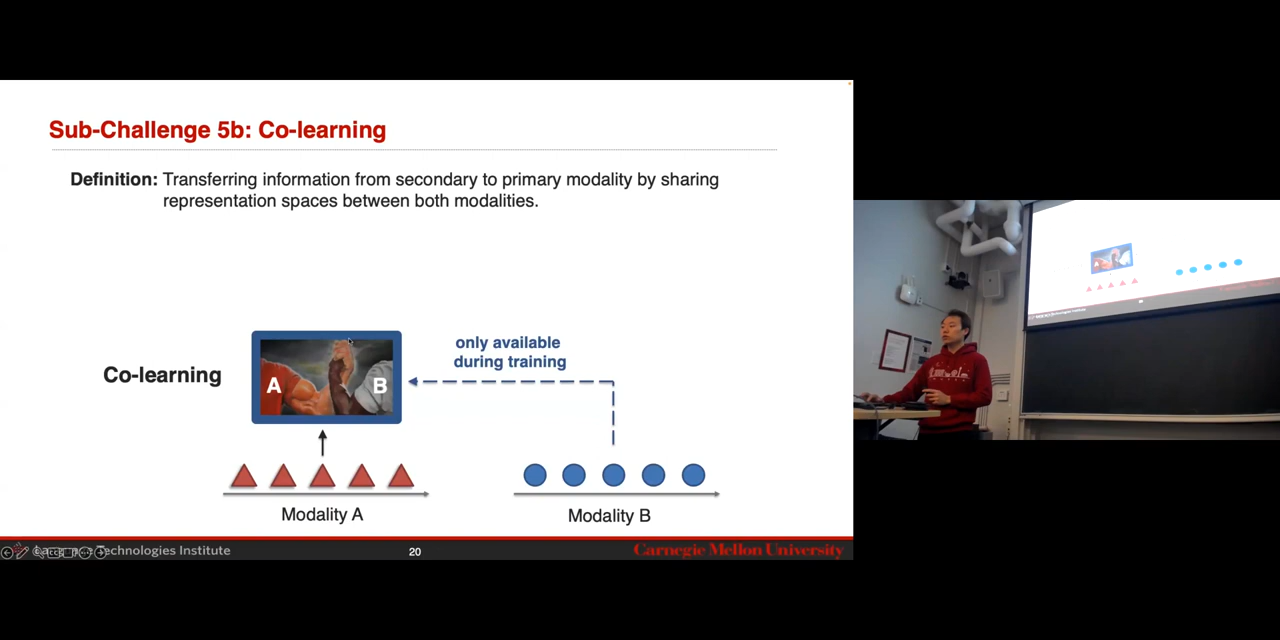 Sub-Challenge 5b: Co-learning
Definition: Transferring information from secondary to primary modality by sharing
representation spaces between both modalities.
only available
during training
Co-learning
A
B
Modality A
Modality B
Technologies Institute
20
Carnegie Mellon University